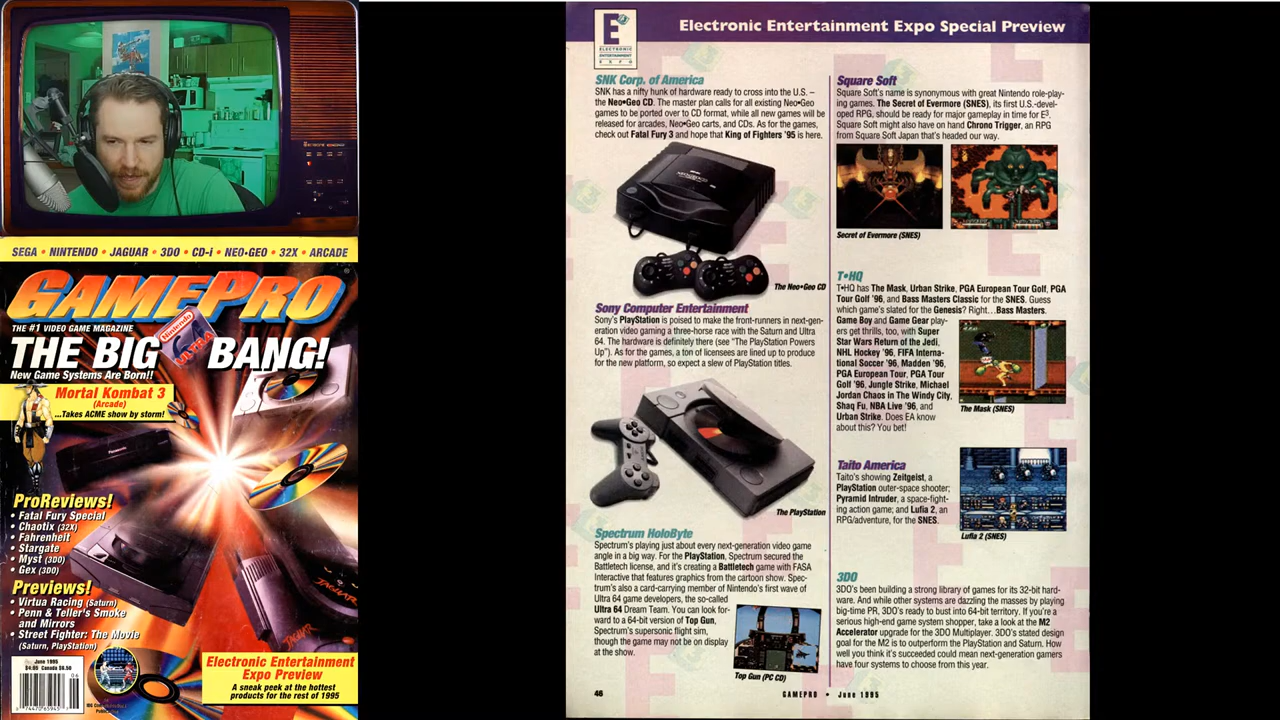 SEGA • NINTENDO • JAGUAR • 3DO • CD-i • NEO•GEO • 32X • ARCADE
GAMEPRO
THE #1 VIDEO GAME MAGAZINE
THE BIG BANG!
Nintendo
New Game Systems Are Born!!
Mortal Kombat 3
(Arcade)
...Takes ACME show by storm!
ProReviews!
• Fatal Fury Special
• Chaotix (32X)
• Fahrenheit
• Stargate
• Myst (3DO)
• Gex (3DO)
Previews!
• Virtua Racing (Saturn)
• Penn & Teller's Smoke
and Mirrors
• Street Fighter: The Movie
(Saturn, PlayStation)
JAGUAR
June 1995
$4.95 Canada $6.50
Electronic Entertainment
Expo Preview
A sneak peek at the hottest
products for the rest of 1995
E3
ELECTRONIC
ENTERTAINMENT
EXPO
Electronic Entertainment Expo Special Preview
SNK Corp. of America
SNK has a nifty hunk of hardware ready to cross into the U.S. –
the Neo•Geo CD. The master plan calls for all existing Neo•Geo
games to be ported over to CD format, while all new games will be
released for arcades, Neo•Geo carts, and CDs. As for the games,
check out Fatal Fury 3 and hope that King of Fighters '95 is here.
The Neo•Geo CD
Sony Computer Entertainment
Sony's PlayStation is poised to make the front-runners in next-gen-
eration video gaming a three-horse race with the Saturn and Ultra
64. The hardware is definitely there (see "The PlayStation Powers
Up"). As for the games, a ton of licensees are lined up to produce
for the new platform, so expect a slew of PlayStation titles.
The PlayStation
Spectrum HoloByte
Spectrum's playing just about every next-generation video game
angle in a big way. For the PlayStation, Spectrum secured the
Battletech license, and it's creating a Battletech game with FASA
Interactive that features graphics from the cartoon show. Spec-
trum's also a card-carrying member of Nintendo's first wave of
Ultra 64 game developers, the so-called
Ultra 64 Dream Team. You can look for-
ward to a 64-bit version of Top Gun,
Spectrum's supersonic flight sim,
though the game may not be on display
at the show.
Top Gun (PC CD)
Square Soft
Square Soft's name is synonymous with great Nintendo role-play-
ing games. The Secret of Evermore (SNES), its first U.S.-devel-
oped RPG, should be ready for major gameplay in time for E3.
Square Soft might also have on hand Chrono Trigger, an RPG
from Square Soft Japan that's headed our way.
Secret of Evermore (SNES)
T•HQ
T•HQ has The Mask, Urban Strike, PGA European Tour Golf, PGA
Tour Golf '96, and Bass Masters Classic for the SNES. Guess
which game's slated for the Genesis? Right...Bass Masters.
Game Boy and Game Gear play-
ers get thrills, too, with Super
Star Wars Return of the Jedi,
NHL Hockey '96, FIFA Interna-
tional Soccer '96, Madden '96,
PGA European Tour, PGA Tour
Golf '96, Jungle Strike, Michael
Jordan Chaos in The Windy City,
Shaq Fu, NBA Live '96, and
Urban Strike. Does EA know
about this? You bet!
The Mask (SNES)
Taito America
Taito's showing Zeitgeist, a
PlayStation outer-space shooter;
Pyramid Intruder, a space-fight-
ing action game; and Lufia 2, an
RPG/adventure, for the SNES.
Lufia 2 (SNES)
3DO
3DO's been building a strong library of games for its 32-bit hard-
ware. And while other systems are dazzling the masses by playing
big-time PR, 3DO's ready to bust into 64-bit territory. If you're a
serious high-end game system shopper, take a look at the M2
Accelerator upgrade for the 3DO Multiplayer. 3DO's stated design
goal for the M2 is to outperform the PlayStation and Saturn. How
well you think it's succeeded could mean next-generation gamers
have four systems to choose from this year.
46
GAMEPRO • June 1995